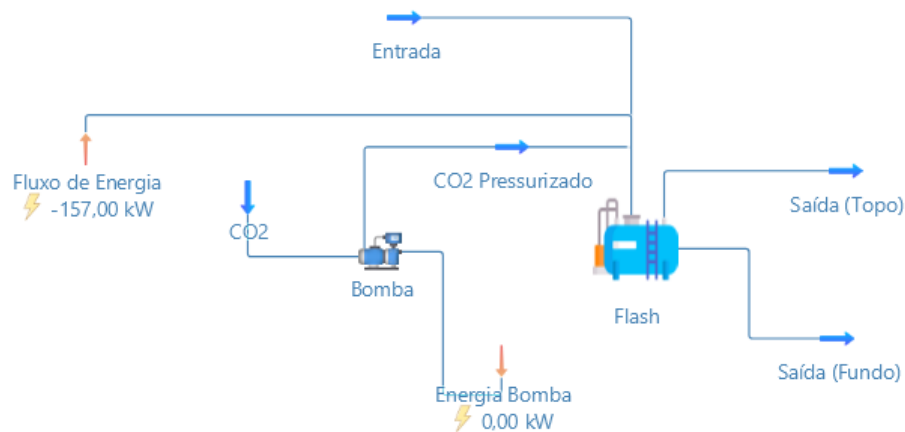 Entrada
Fluxo de Energia
-157,00 kW
CO2 Pressurizado
CO2
Saída (Topo)
Bomba
Flash
Saída (Fundo)
Energia Bomba
0,00 kW